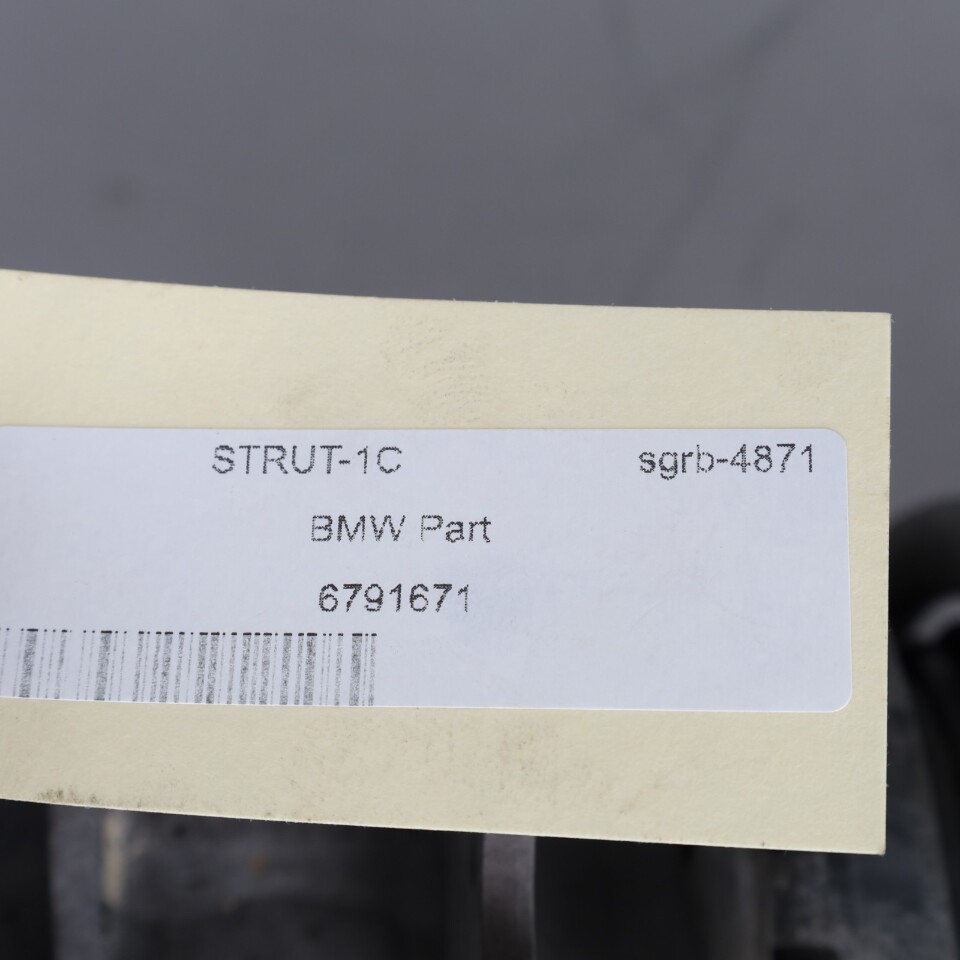 STRUT-1C sgrb-4871
BMW Part
6791671